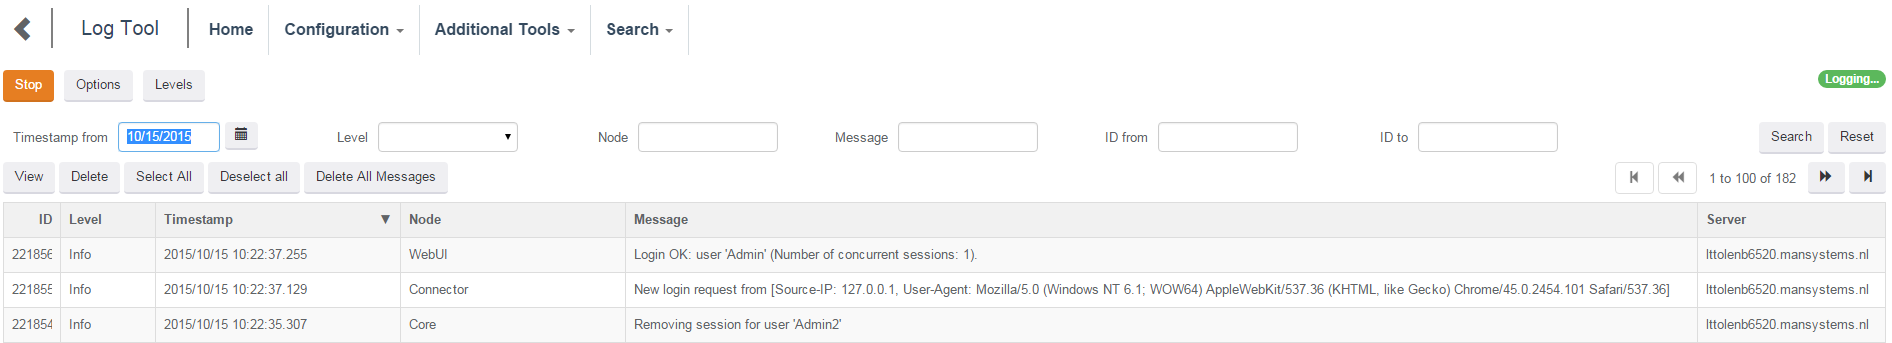 Log Tool Home Configuration Additional Tools Search
Stop Options Levels Logging...
Timestamp from 10/15/2015 Level Node Message ID from ID to Search Reset
View Delete Select All Deselect all Delete All Messages 1 to 100 of 182
ID Level Timestamp Node Message Server
221856 Info 2015/10/15 10:22:37.255 WebUI Login OK: user 'Admin' (Number of concurrent sessions: 1). lttolenb6520.mansystems.nl
221855 Info 2015/10/15 10:22:37.129 Connector New login request from [Source-IP: 127.0.0.1, User-Agent: Mozilla/5.0 (Windows NT 6.1; WOW64) AppleWebKit/537.36 (KHTML, like Gecko) Chrome/45.0.2454.101 Safari/537.36] lttolenb6520.mansystems.nl
221854 Info 2015/10/15 10:22:35.307 Core Removing session for user 'Admin2' lttolenb6520.mansystems.nl